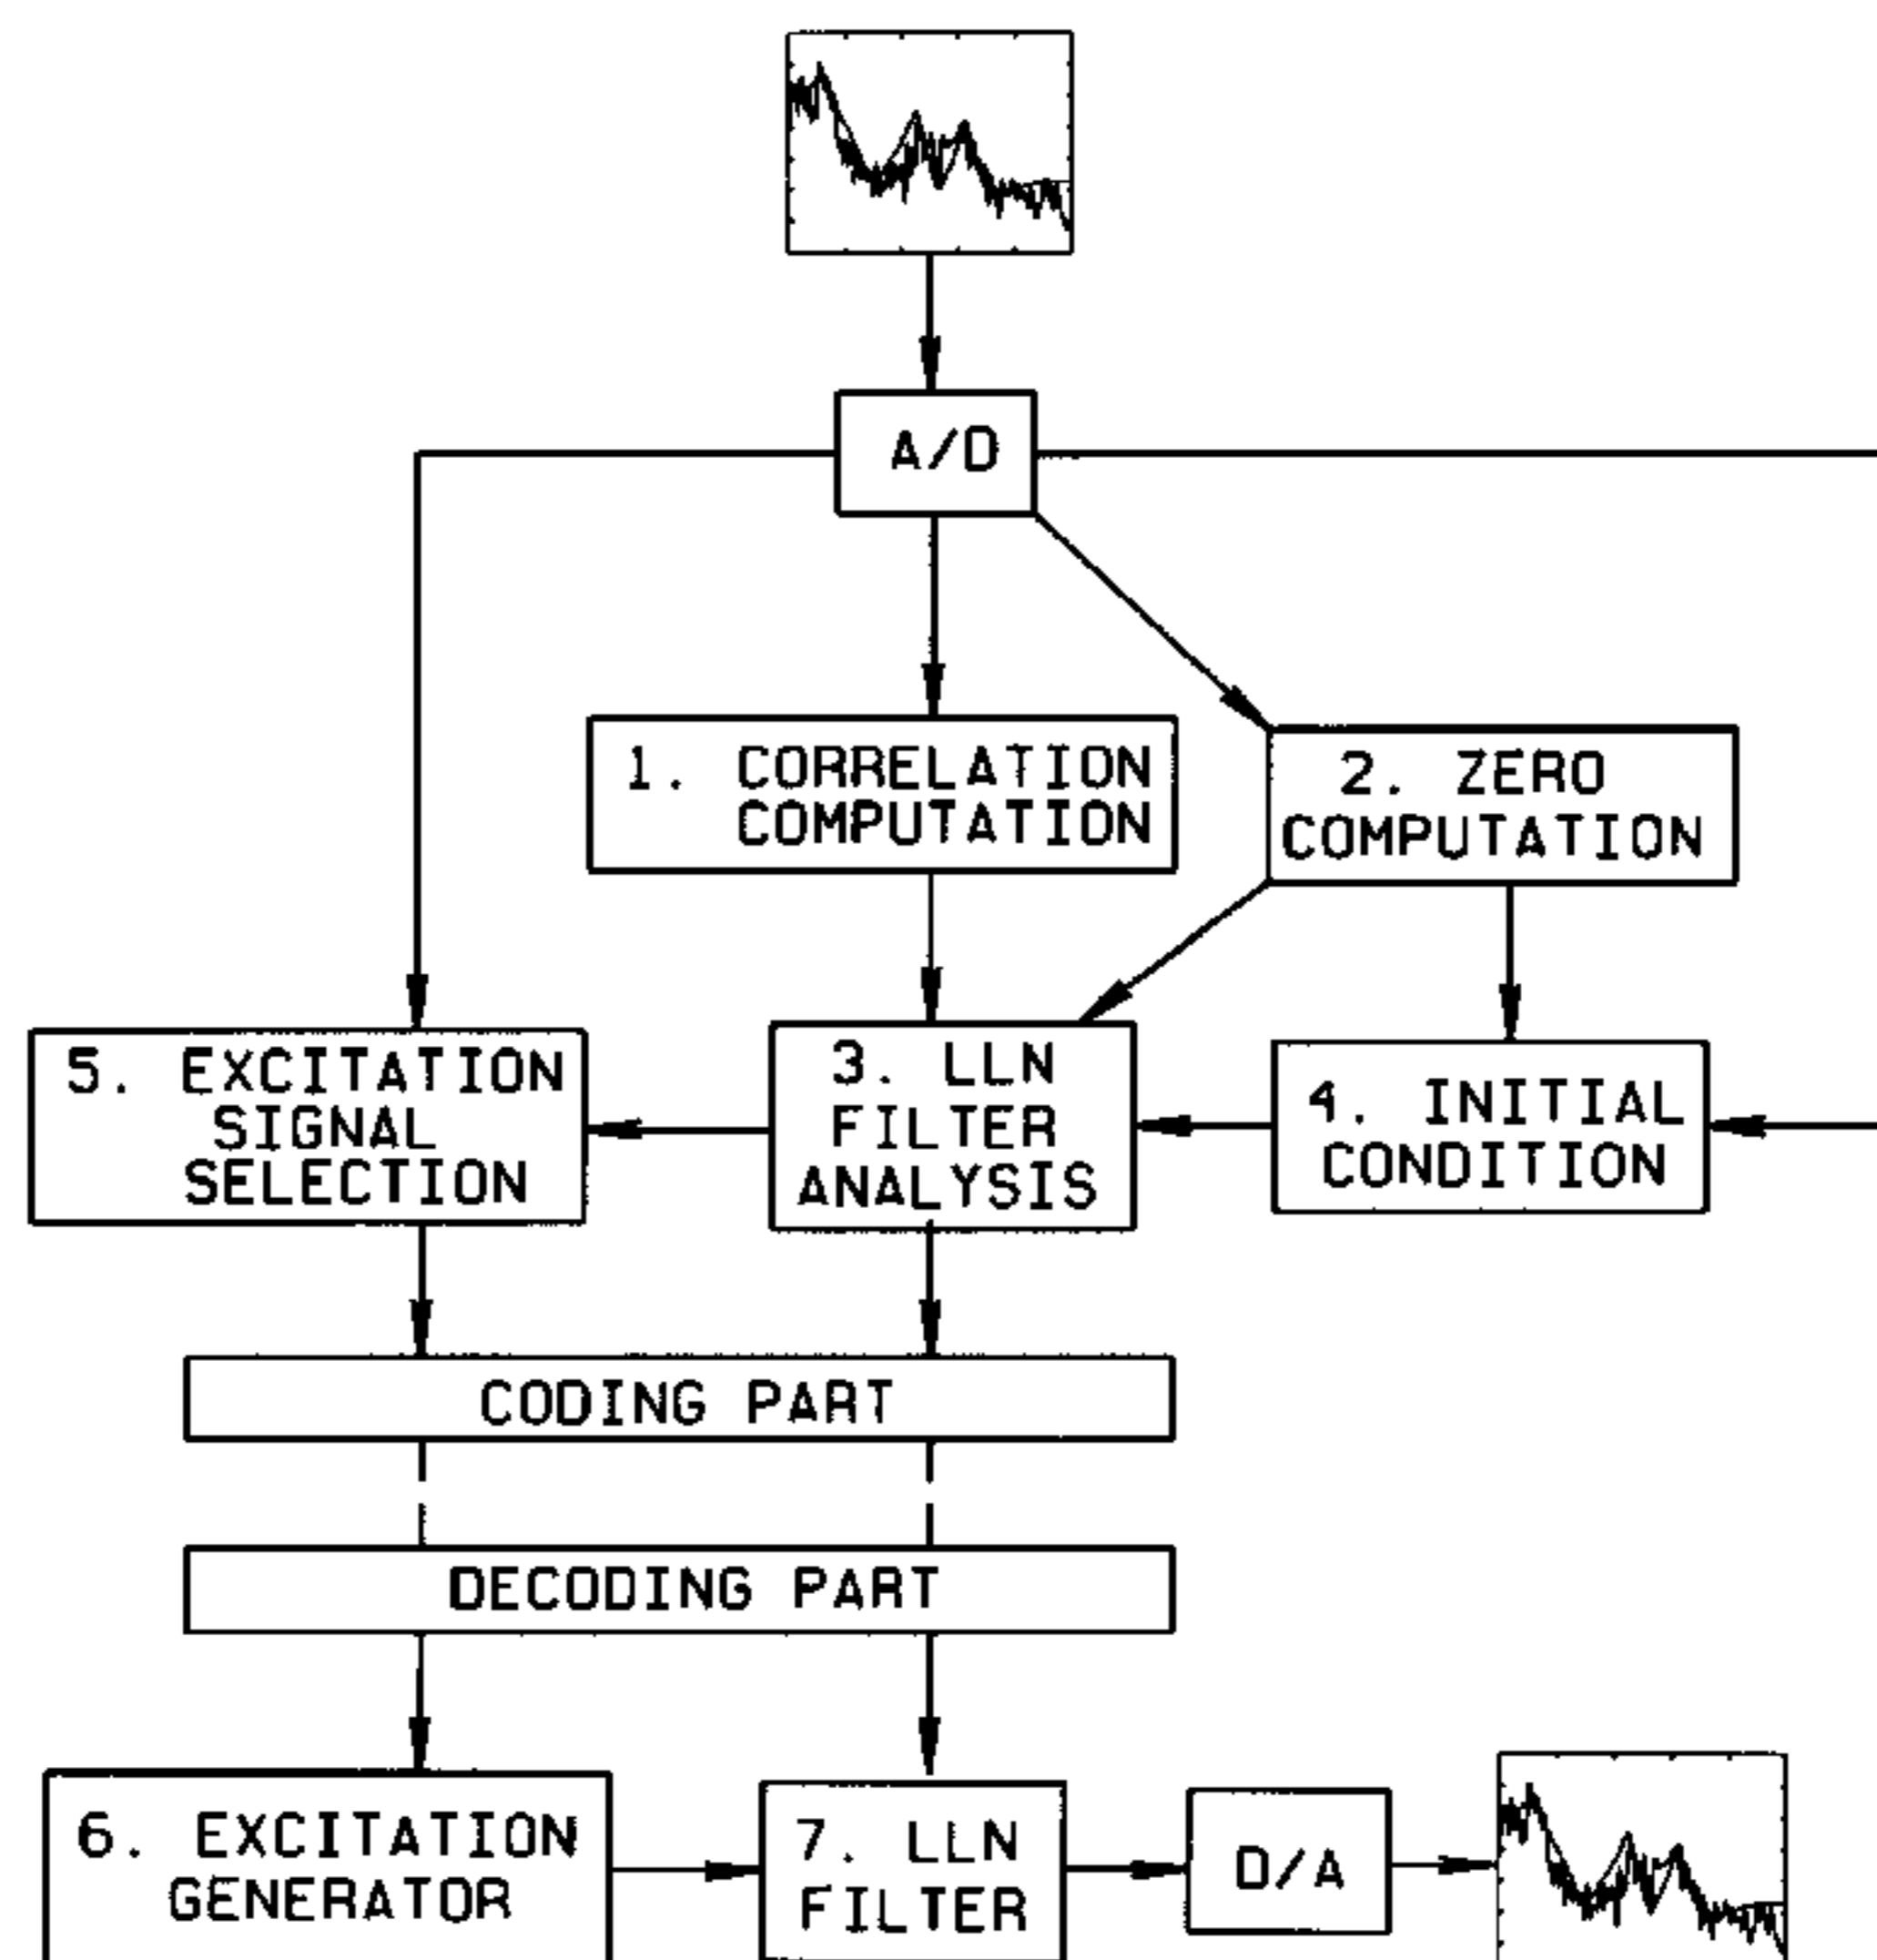 A/D
1. CORRELATION
COMPUTATION
2. ZERO
COMPUTATION
5. EXCITATION
SIGNAL
SELECTION
3. LLN
FILTER
ANALYSIS
4. INITIAL
CONDITION
CODING PART
DECODING PART
6. EXCITATION
GENERATOR
7. LLN
FILTER
D/A